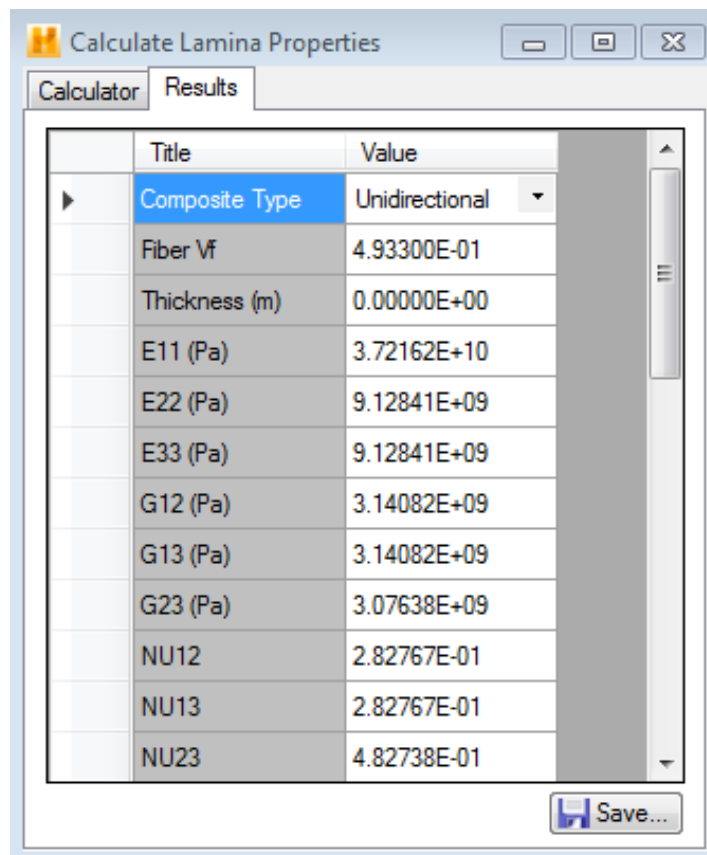 Calculate Lamina Properties
Calculator Results
Title Value
Composite Type Unidirectional
Fiber Vf 4.93300E-01
Thickness (m) 0.00000E+00
E11 (Pa) 3.72162E+10
E22 (Pa) 9.12841E+09
E33 (Pa) 9.12841E+09
G12 (Pa) 3.14082E+09
G13 (Pa) 3.14082E+09
G23 (Pa) 3.07638E+09
NU12 2.82767E-01
NU13 2.82767E-01
NU23 4.82738E-01
Save...